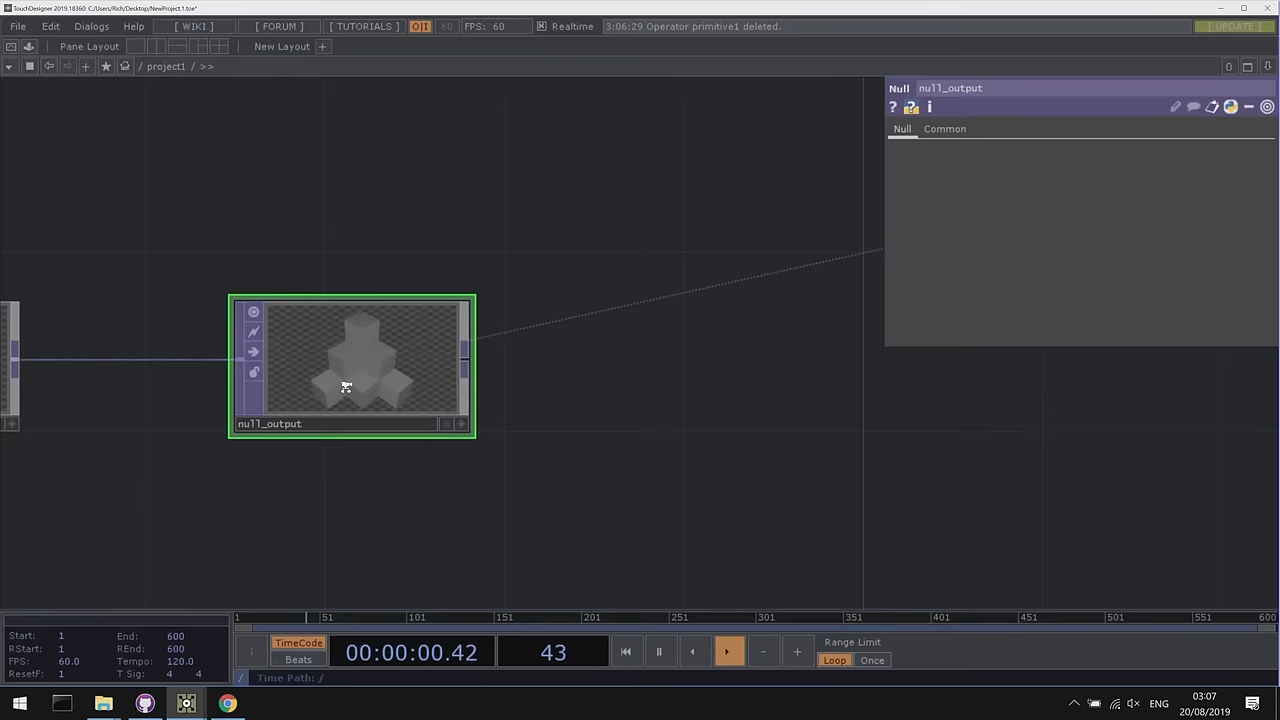 TouchDesigner 2019.18360: C:/Users/Rich/Desktop/NewProject.1.toe*
File Edit Dialogs Help [ WIKI ] [ FORUM ] [ TUTORIALS ] O|I 60 FPS: 60 Realtime 3:06:29 Operator primitive1 deleted. [ UPDATE ]
Pane Layout New Layout +
/ project1 / >> 0
Null null_output
? ? i
Null Common
null_output
1 51 101 151 201 251 301 351 401 451 501 551 600
Start: 1 End: 600
RStart: 1 REnd: 600
FPS: 60.0 Tempo: 120.0
ResetF: 1 T Sig: 4 4
TimeCode
Beats
00:00:00.42 43
Range Limit
Loop Once
/ Time Path: /
ENG
03:07
20/08/2019